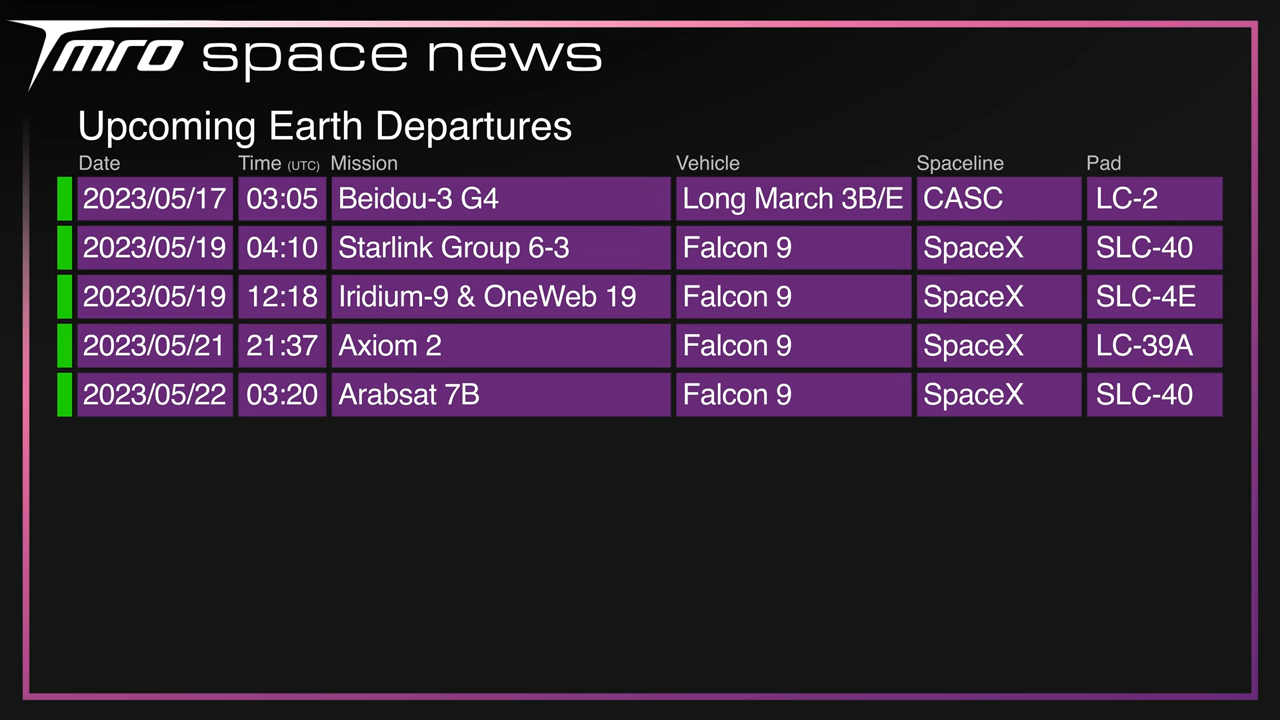 Tmro space news
Upcoming Earth Departures
Date Time (UTC) Mission Vehicle Spaceline Pad
2023/05/17 03:05 Beidou-3 G4 Long March 3B/E CASC LC-2
2023/05/19 04:10 Starlink Group 6-3 Falcon 9 SpaceX SLC-40
2023/05/19 12:18 Iridium-9 & OneWeb 19 Falcon 9 SpaceX SLC-4E
2023/05/21 21:37 Axiom 2 Falcon 9 SpaceX LC-39A
2023/05/22 03:20 Arabsat 7B Falcon 9 SpaceX SLC-40